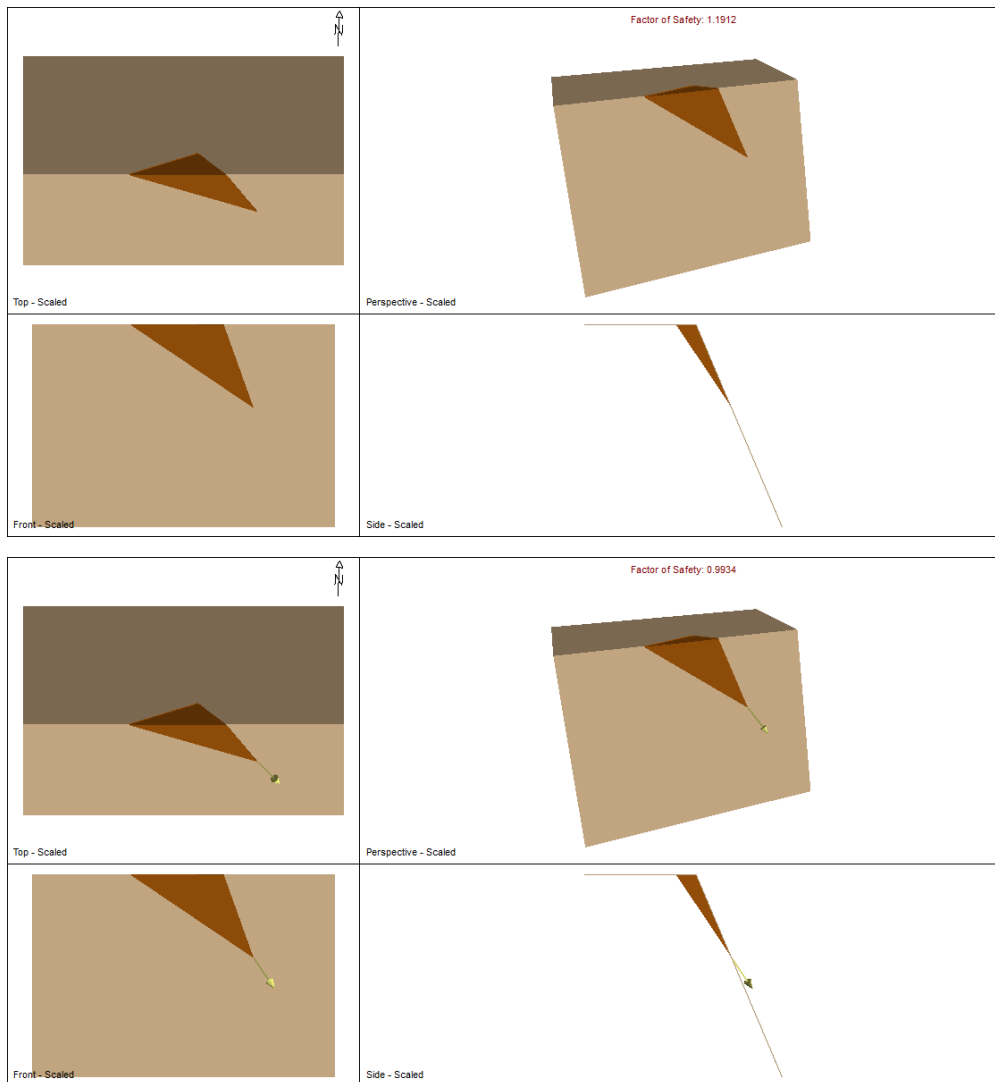 N
Factor of Safety: 1.1912
Top - Scaled
Perspective - Scaled
Front - Scaled
Side - Scaled
N
Factor of Safety: 0.9934
Top - Scaled
Perspective - Scaled
Front - Scaled
Side - Scaled